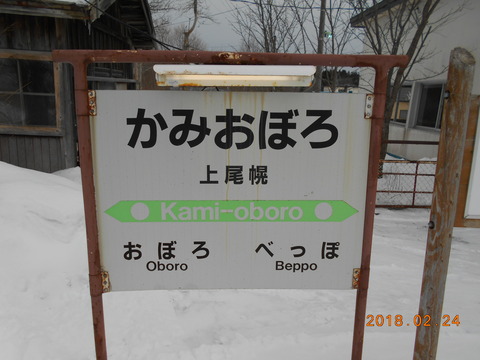 かみおぼろ
上尾幌
Kami-oboro
おぼろ べっぽ
Oboro Beppo
2018.02.24